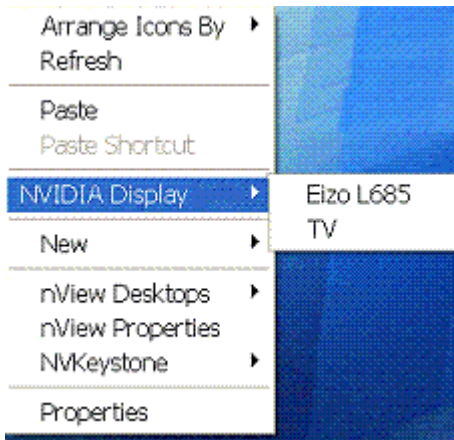 Arrange Icons By
Refresh
Paste
Paste Shortcut
NVIDIA Display
Eizo L685
TV
New
nView Desktops
nView Properties
NVKeystone
Properties